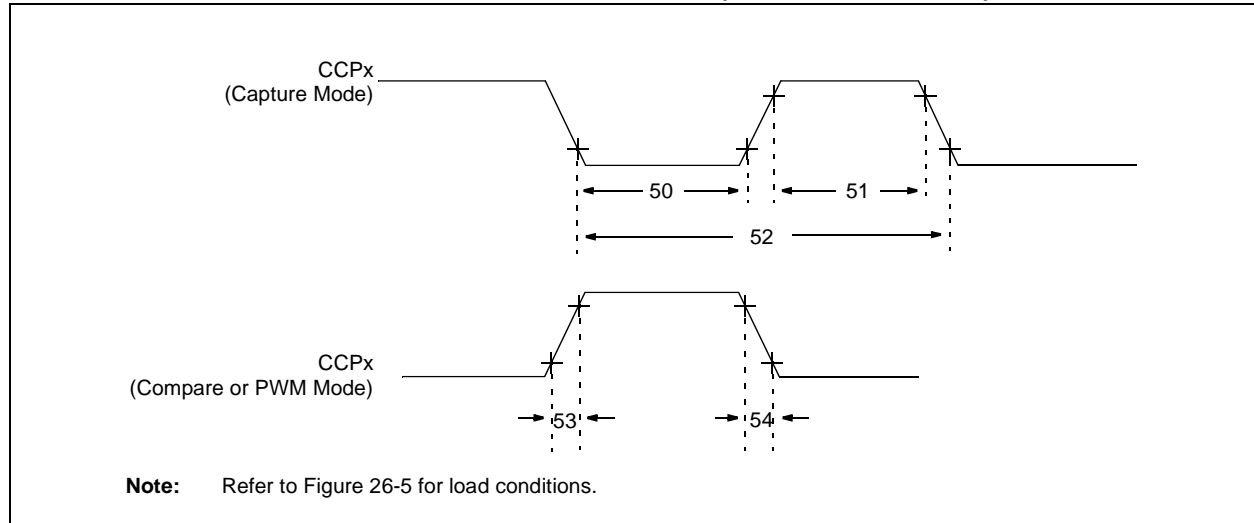 CCPx
(Capture Mode)
50
51
52
CCPx
(Compare or PWM Mode)
53
54
Note: Refer to Figure 26-5 for load conditions.